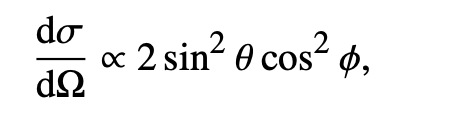 dσ/dΩ ∝ 2 sin² θ cos² ϕ,